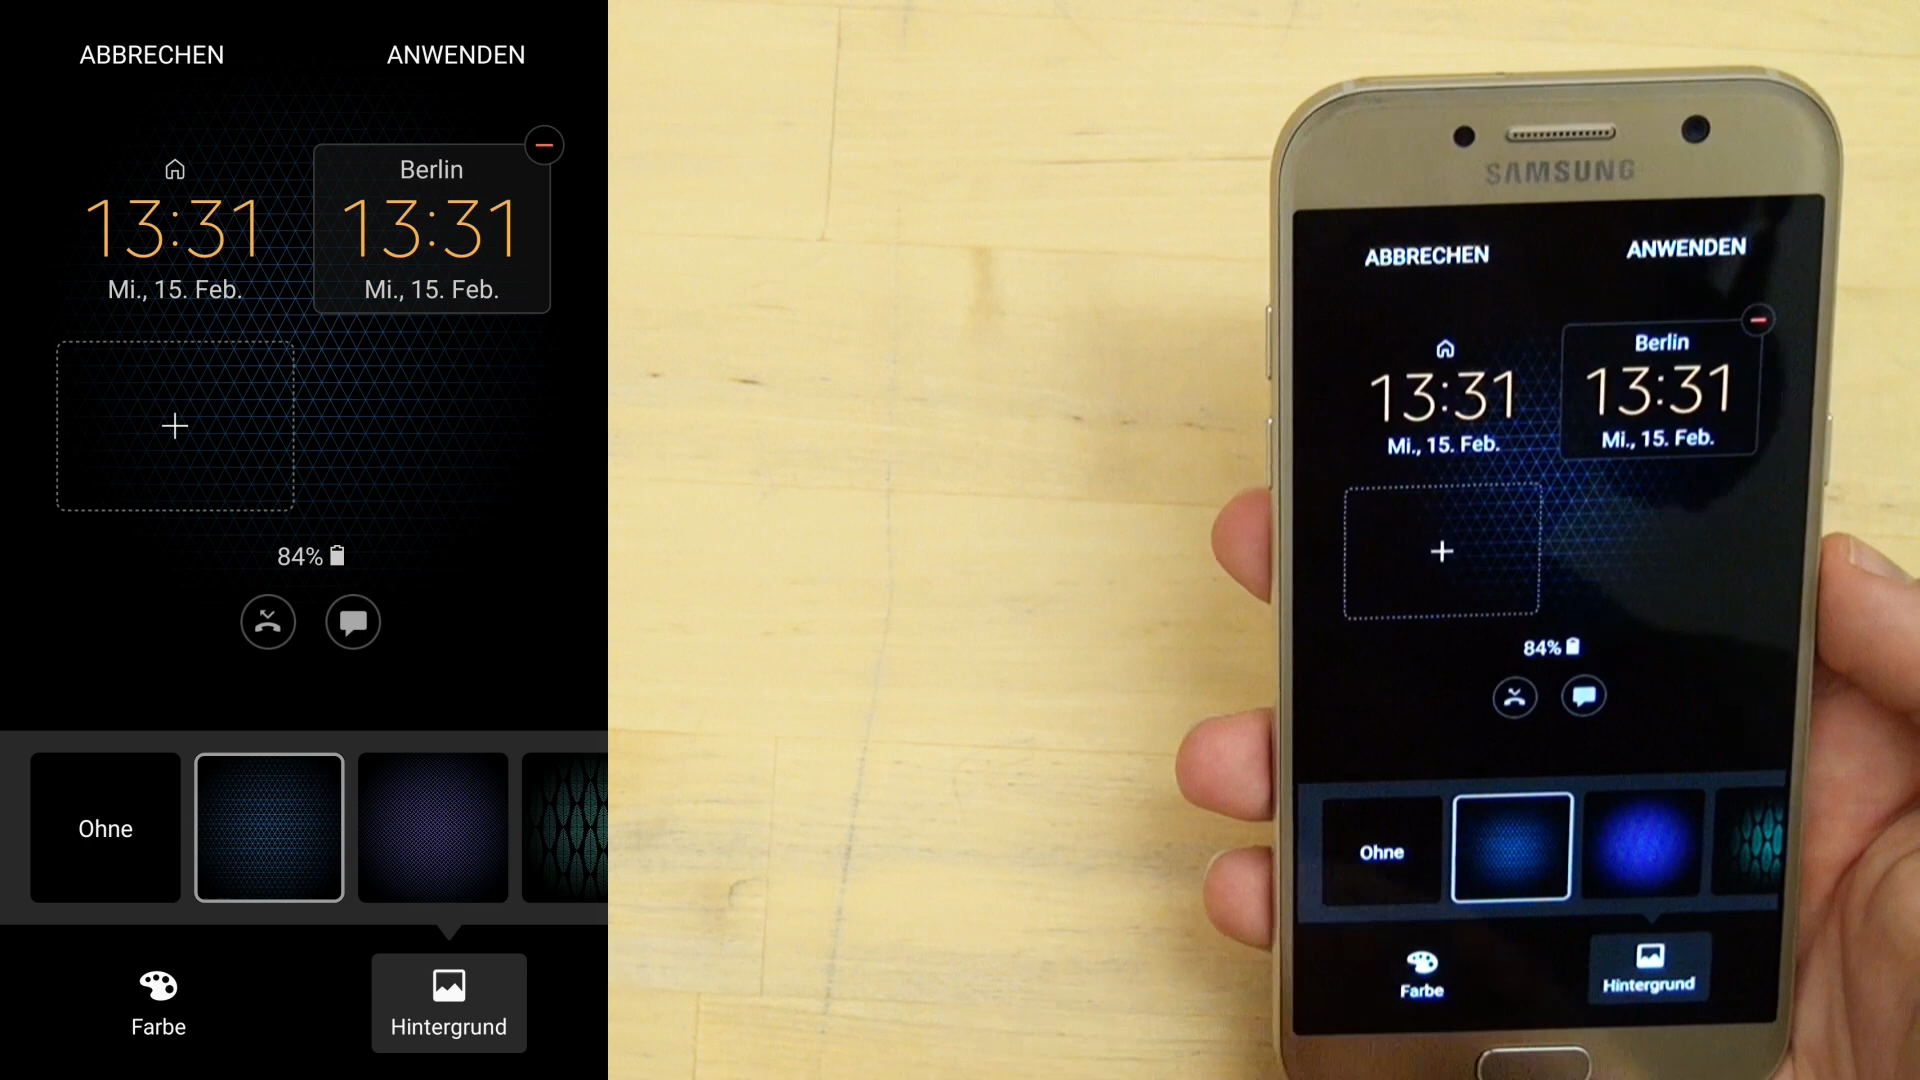 ABBRECHEN ANWENDEN
Berlin
13:31 13:31
Mi., 15. Feb. Mi., 15. Feb.
84%
Ohne
Farbe Hintergrund
SAMSUNG
ABBRECHEN ANWENDEN
Berlin
13:31 13:31
Mi., 15. Feb. Mi., 15. Feb.
84%
Ohne
Farbe Hintergrund